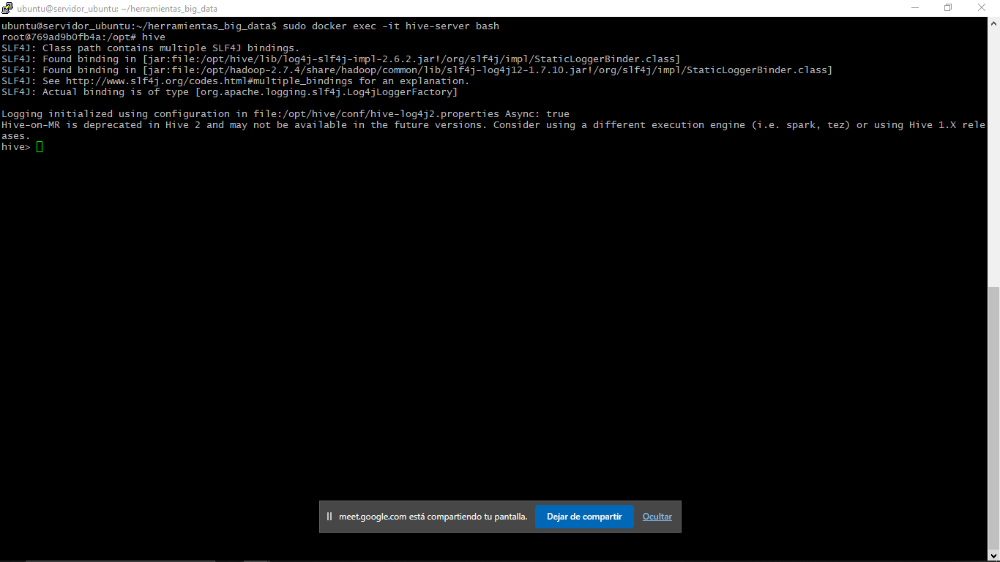 ubuntu@servidor_ubuntu: ~/herramientas_big_data
ubuntu@servidor_ubuntu:~/herramientas_big_data$ sudo docker exec -it hive-server bash
root@769ad9b0fb4a:/opt# hive
SLF4J: Class path contains multiple SLF4J bindings.
SLF4J: Found binding in [jar:file:/opt/hive/lib/log4j-slf4j-impl-2.6.2.jar!/org/slf4j/impl/StaticLoggerBinder.class]
SLF4J: Found binding in [jar:file:/opt/hadoop-2.7.4/share/hadoop/common/lib/slf4j-log4j12-1.7.10.jar!/org/slf4j/impl/StaticLoggerBinder.class]
SLF4J: See http://www.slf4j.org/codes.html#multiple_bindings for an explanation.
SLF4J: Actual binding is of type [org.apache.logging.slf4j.Log4jLoggerFactory]
Logging initialized using configuration in file:/opt/hive/conf/hive-log4j2.properties Async: true
Hive-on-MR is deprecated in Hive 2 and may not be available in the future versions. Consider using a different execution engine (i.e. spark, tez) or using Hive 1.X rele
ases.
hive>
meet.google.com está compartiendo tu pantalla. Dejar de compartir Ocultar